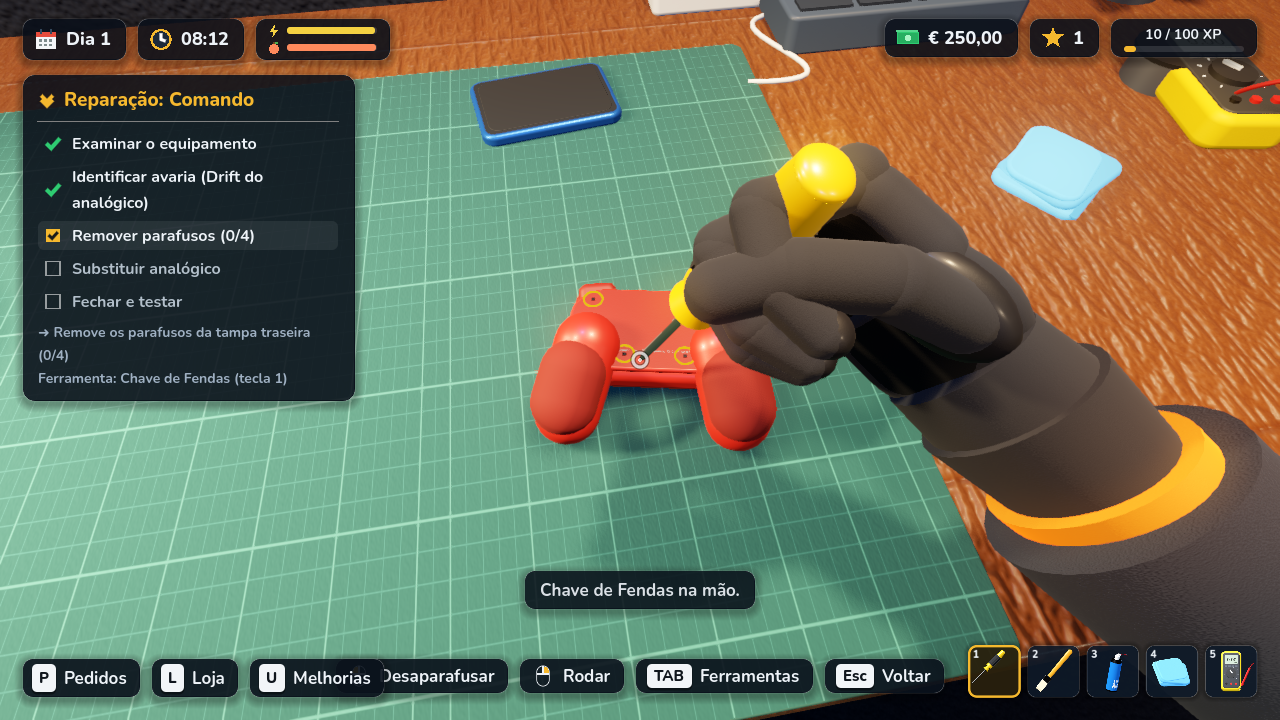 Dia 1
08:12
€ 250,00
1
10 / 100 XP
Reparação: Comando
Examinar o equipamento
Identificar avaria (Drift do
analógico)
Remover parafusos (0/4)
Substituir analógico
Fechar e testar
→ Remove os parafusos da tampa traseira
(0/4)
Ferramenta: Chave de Fendas (tecla 1)
Chave de Fendas na mão.
P Pedidos
L Loja
U Melhorias
Desaparafusar
Rodar
TAB Ferramentas
Esc Voltar
1
2
3
4
5